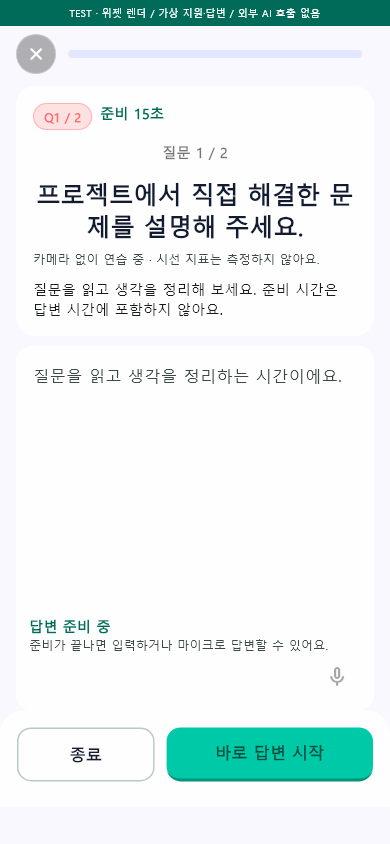 TEST · 위젯 렌더 / 가상 지원·답변 / 외부 AI 호출 없음
Q1 / 2 준비 15초
질문 1 / 2
프로젝트에서 직접 해결한 문
제를 설명해 주세요.
카메라 없이 연습 중 · 시선 지표는 측정하지 않아요.
질문을 읽고 생각을 정리해 보세요. 준비 시간은
답변 시간에 포함하지 않아요.
질문을 읽고 생각을 정리하는 시간이에요.
답변 준비 중
준비가 끝나면 입력하거나 마이크로 답변할 수 있어요.
종료
바로 답변 시작